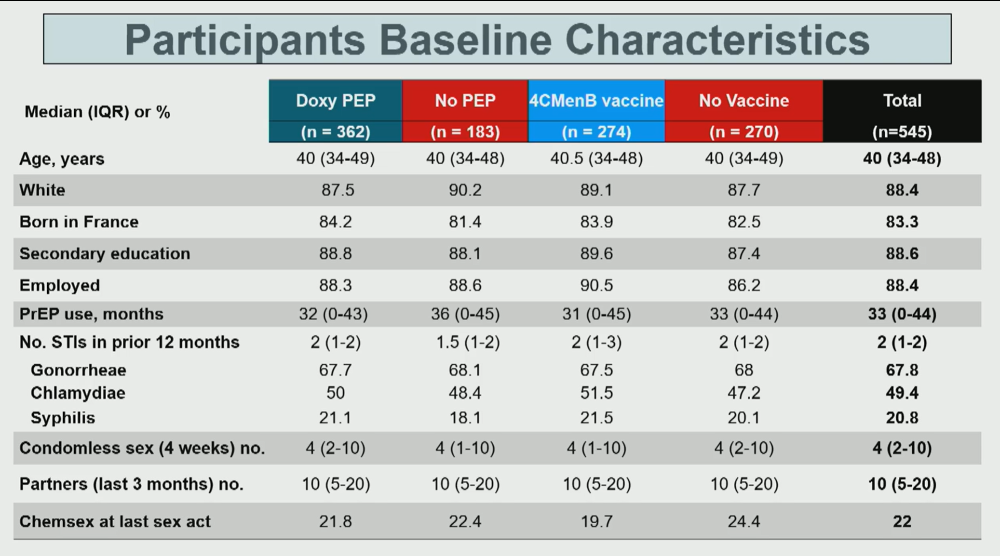 Participants Baseline Characteristics
Median (IQR) or % Doxy PEP No PEP 4CMenB vaccine No Vaccine Total
(n = 362) (n = 183) (n = 274) (n = 270) (n=545)
Age, years 40 (34-49) 40 (34-48) 40.5 (34-48) 40 (34-49) 40 (34-48)
White 87.5 90.2 89.1 87.7 88.4
Born in France 84.2 81.4 83.9 82.5 83.3
Secondary education 88.8 88.1 89.6 87.4 88.6
Employed 88.3 88.6 90.5 86.2 88.4
PrEP use, months 32 (0-43) 36 (0-45) 31 (0-45) 33 (0-44) 33 (0-44)
No. STIs in prior 12 months 2 (1-2) 1.5 (1-2) 2 (1-3) 2 (1-2) 2 (1-2)
Gonorrheae 67.7 68.1 67.5 68 67.8
Chlamydiae 50 48.4 51.5 47.2 49.4
Syphilis 21.1 18.1 21.5 20.1 20.8
Condomless sex (4 weeks) no. 4 (2-10) 4 (1-10) 4 (1-10) 4 (2-10) 4 (2-10)
Partners (last 3 months) no. 10 (5-20) 10 (5-20) 10 (5-20) 10 (5-20) 10 (5-20)
Chemsex at last sex act 21.8 22.4 19.7 24.4 22